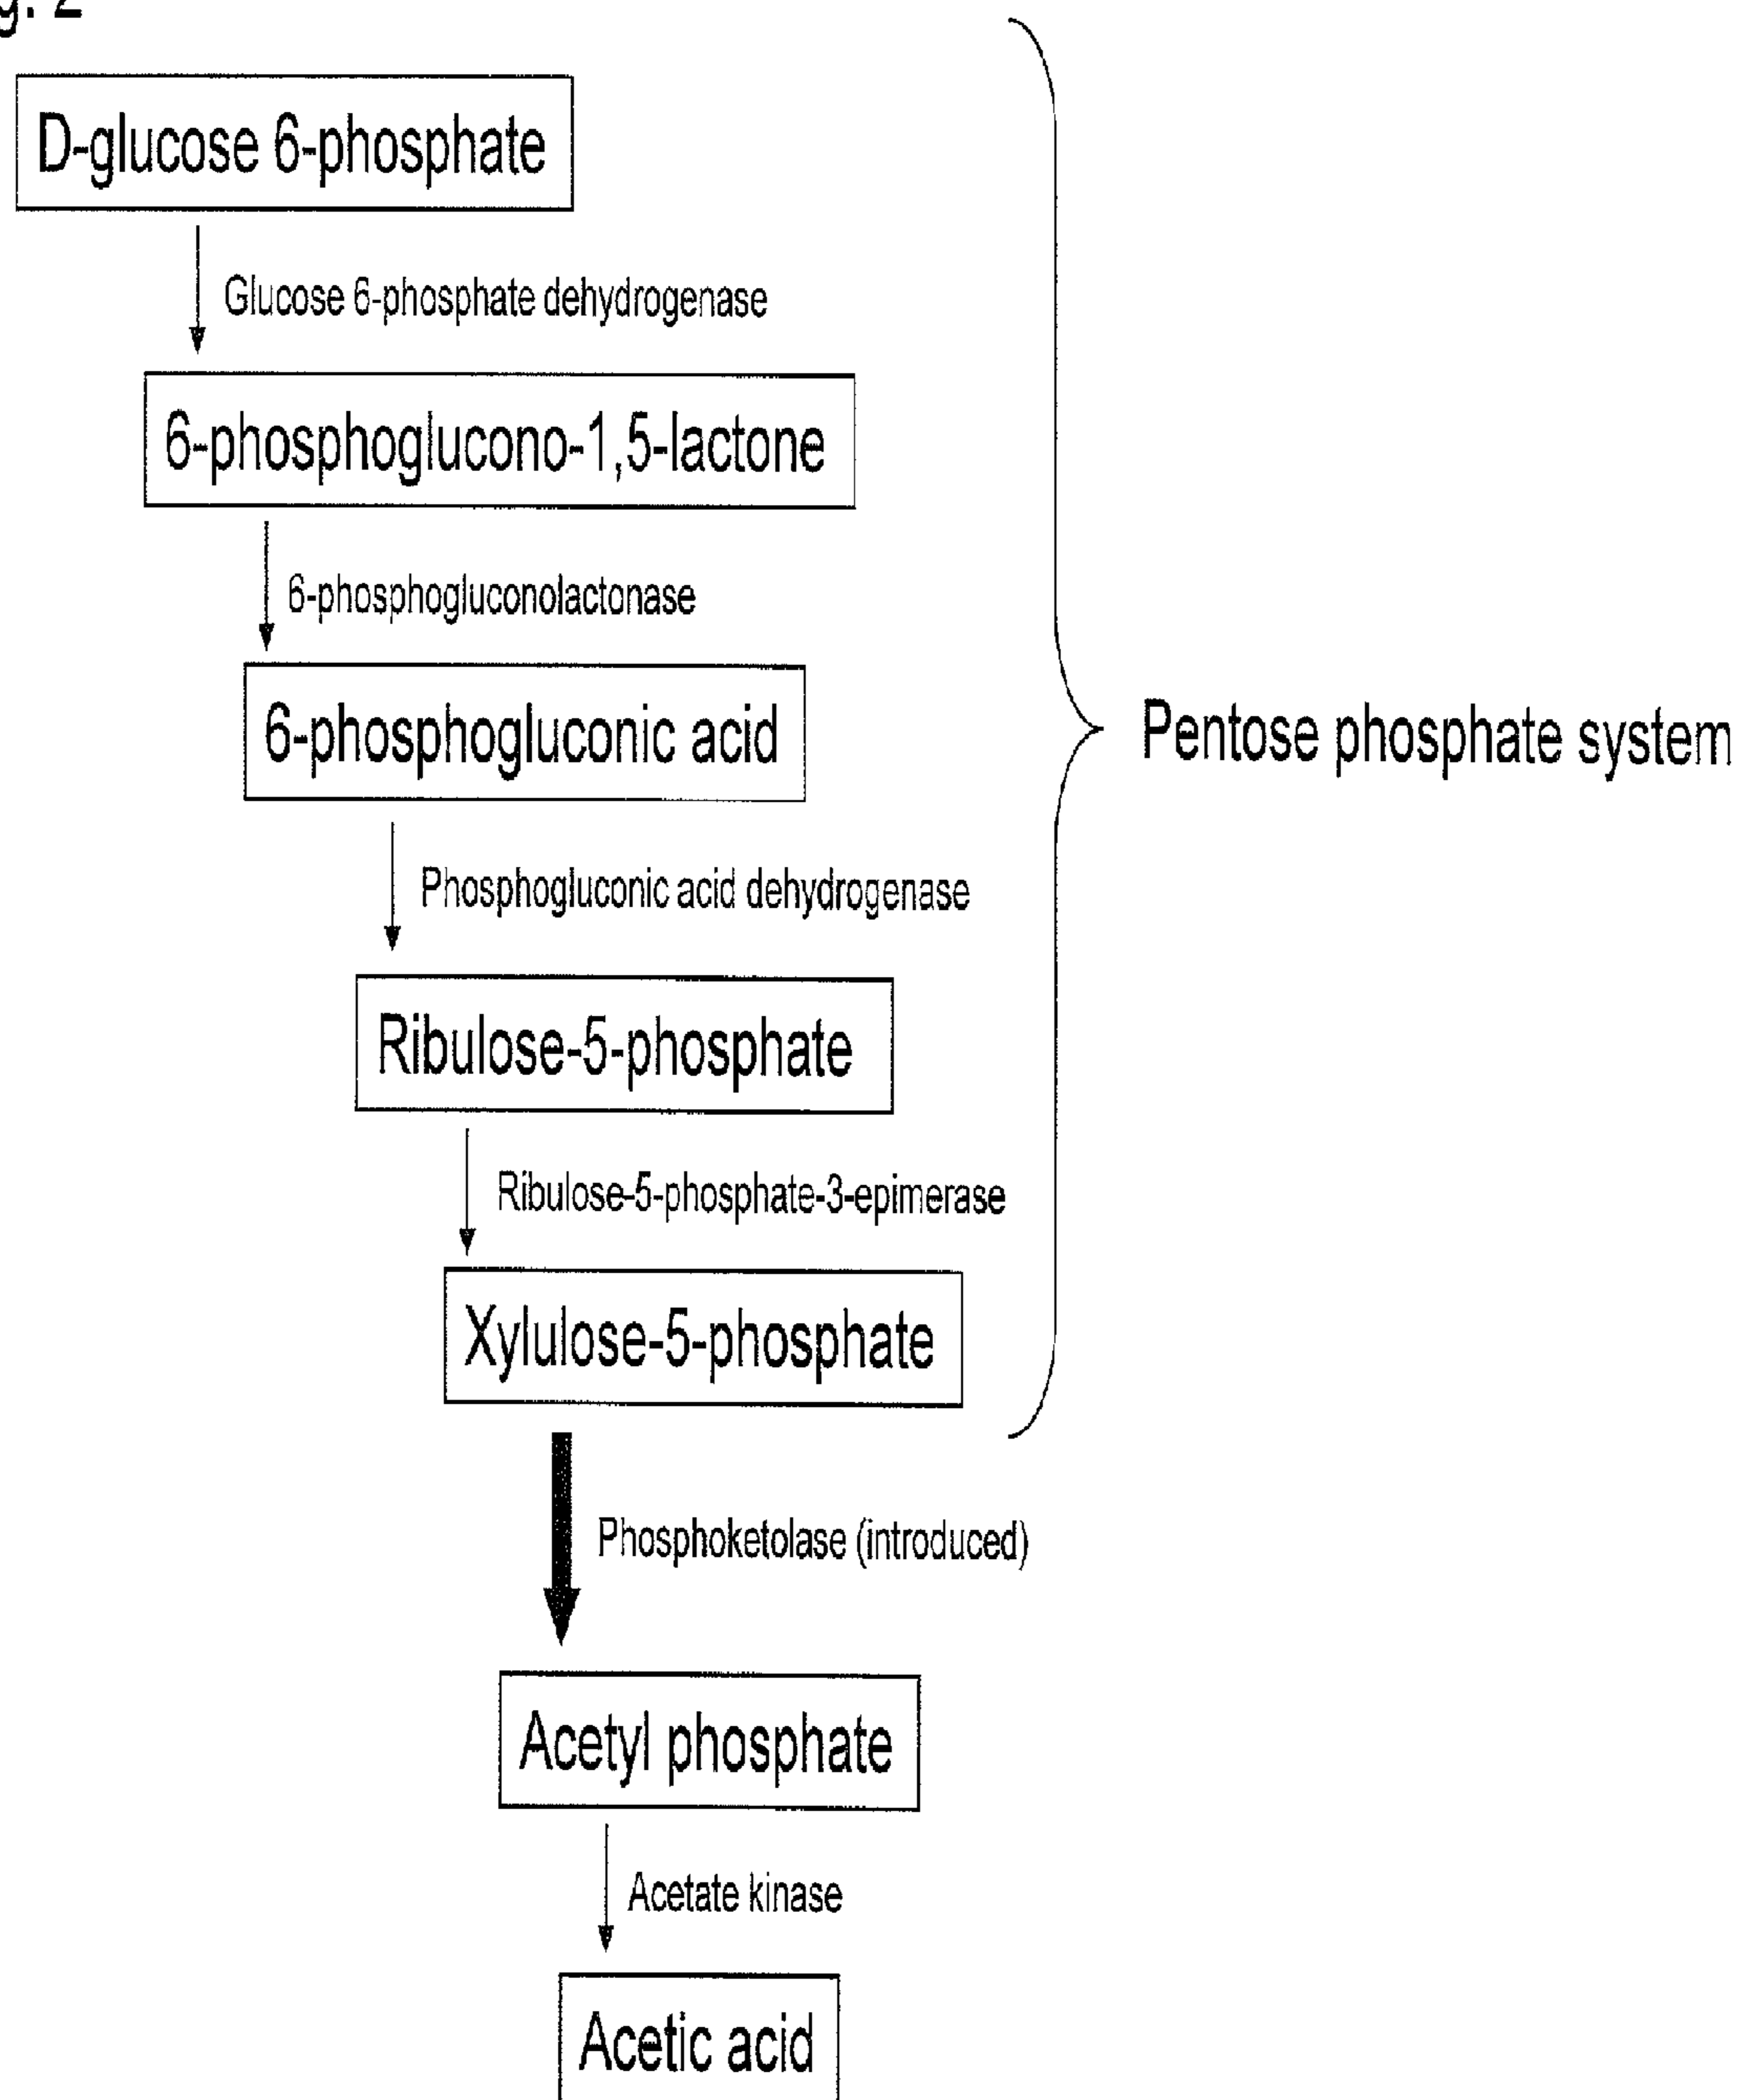 g. 2
D-glucose 6-phosphate
Glucose 6-phosphate dehydrogenase
6-phosphoglucono-1,5-lactone
6-phosphogluconolactonase
6-phosphogluconic acid
Pentose phosphate system
Phosphogluconic acid dehydrogenase
Ribulose-5-phosphate
Ribulose-5-phosphate-3-epimerase
Xylulose-5-phosphate
Phosphoketolase (introduced)
Acetyl phosphate
Acetate kinase
Acetic acid